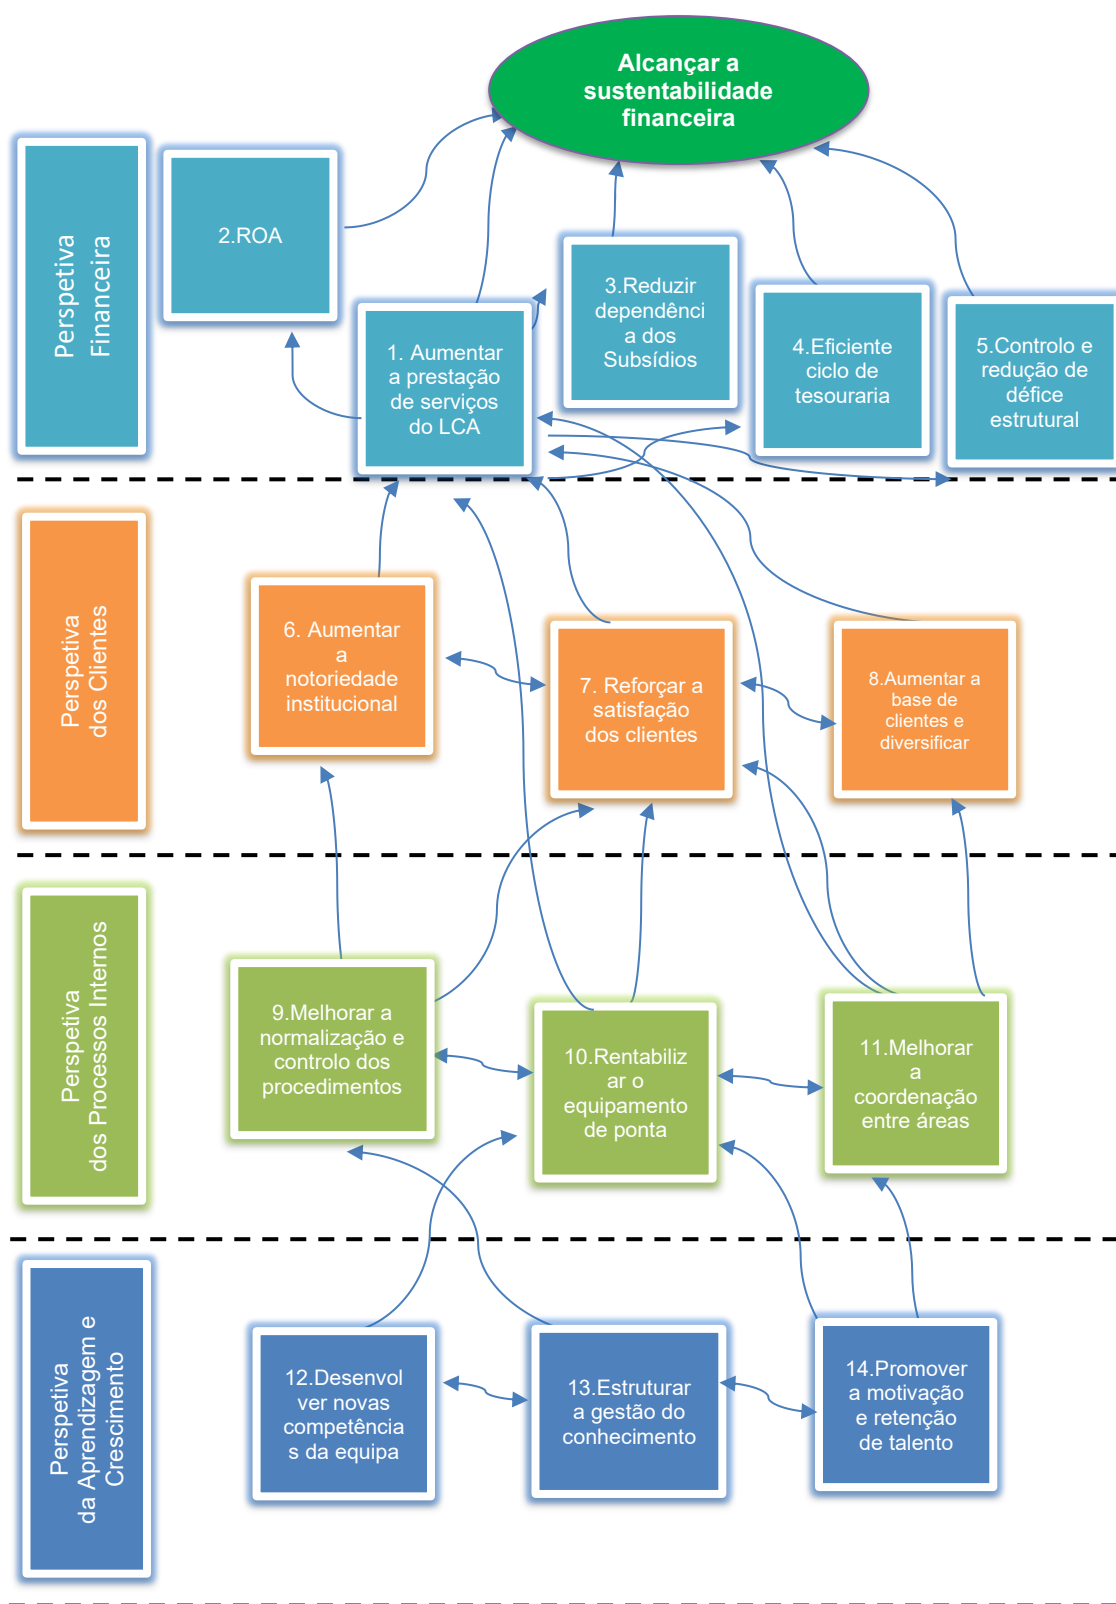 Alcançar a
sustentabilidade
financeira
Perspetiva
Financeira
2.ROA
1. Aumentar
a prestação
de serviços
do LCA
3.Reduzir
dependênci
a dos
Subsídios
4.Eficiente
ciclo de
tesouraria
5.Controlo e
redução de
défice
estrutural
Perspetiva
dos Clientes
6. Aumentar
a
notoriedade
institucional
7. Reforçar a
satisfação
dos clientes
8.Aumentar a
base de
clientes e
diversificar
Perspetiva
dos Processos Internos
9.Melhorar a
normalização e
controlo dos
procedimentos
10.Rentabiliz
ar o
equipamento
de ponta
11.Melhorar
a
coordenação
entre áreas
Perspetiva
da Aprendizagem e
Crescimento
12.Desenvol
ver novas
competência
s da equipa
13.Estruturar
a gestão do
conhecimento
14.Promover
a motivação
e retenção
de talento